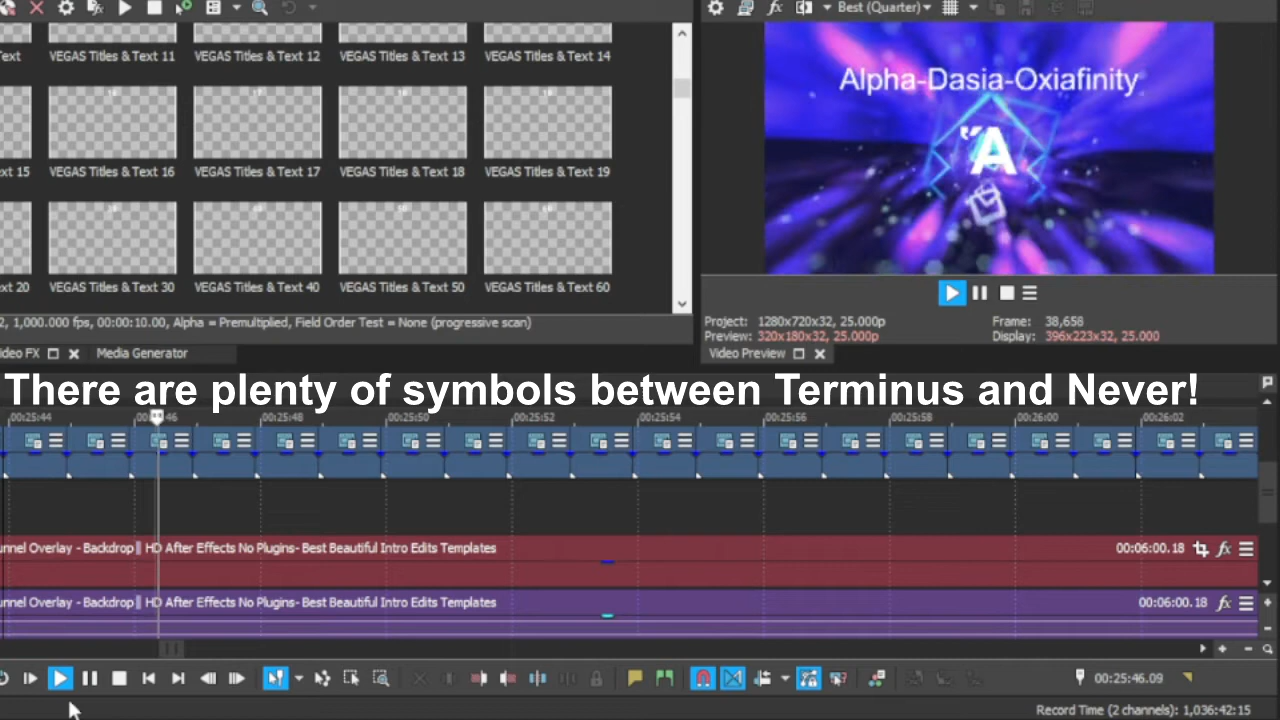 Best (Quarter)
Text
VEGAS Titles & Text 11
VEGAS Titles & Text 12
VEGAS Titles & Text 13
VEGAS Titles & Text 14
Alpha-Dasia-Oxiafinity
Ἄ
ext 15
VEGAS Titles & Text 16
VEGAS Titles & Text 17
VEGAS Titles & Text 18
VEGAS Titles & Text 19
ext 20
VEGAS Titles & Text 30
VEGAS Titles & Text 40
VEGAS Titles & Text 50
VEGAS Titles & Text 60
2, 1,000.000 fps, 00:00:10.00, Alpha = Premultiplied, Field Order Test = None (progressive scan)
Project: 1280x720x32, 25.000p
Frame: 38,658
Preview: 320x180x32, 25.000p
Display: 396x223x32, 25.000
ideo FX
Media Generator
Video Preview
There are plenty of symbols between Terminus and Never!
00:25:44
46
00:25:48
00:25:50
00:25:52
00:25:54
00:25:56
00:25:58
00:26:00
00:26:02
unnel Overlay - Backdrop || HD After Effects No Plugins- Best Beautiful Intro Edits Templates
00:06:00.18
unnel Overlay - Backdrop || HD After Effects No Plugins- Best Beautiful Intro Edits Templates
00:06:00.18
00:25:46.09
Record Time (2 channels): 1,036:42:15